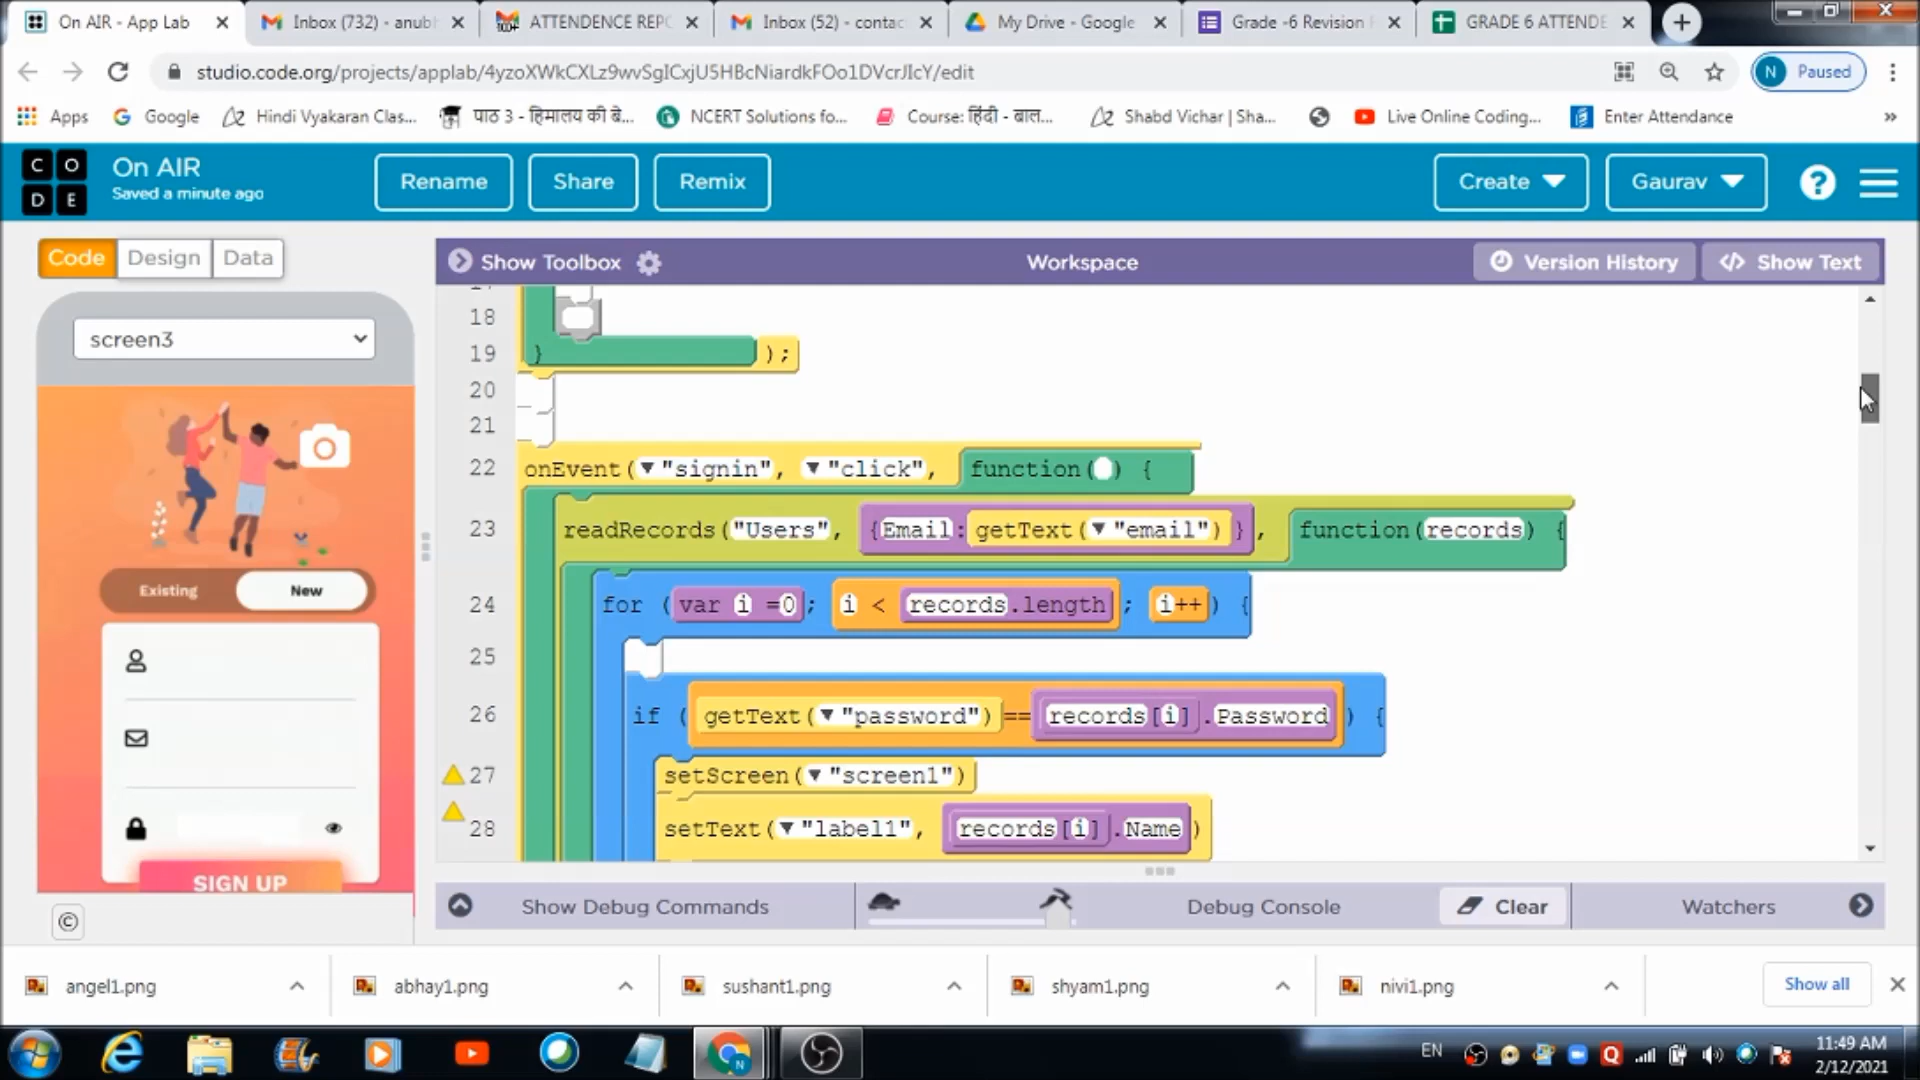 On AIR - App Lab
Inbox (732) - anubh
ATTENDENCE REPO
Inbox (52) - contac
My Drive - Google
Grade -6 Revision
GRADE 6 ATTENDE
studio.code.org/projects/applab/4yzoXWkCXLz9wvSgICxjU5HBcNiardkFOo1DVcrJIcY/edit
N Paused
Apps
Google
Hindi Vyakaran Clas...
पाठ 3 - हिमालय की बे...
NCERT Solutions fo...
Course: हिंदी - बाल...
Shabd Vichar | Sha...
Live Online Coding...
Enter Attendance
»
C O
D E
On AIR
Saved a minute ago
Rename
Share
Remix
Create
Gaurav
?
Code
Design
Data
Show Toolbox
Workspace
Version History
</> Show Text
screen3
Existing
New
SIGN UP
©
18
19 } );
20
21
22 onEvent( "signin", "click", function( ) {
23 readRecords("Users", {Email:getText( "email") }, function(records) {
24 for (var i =0; i < records.length; i++) {
25
26 if (getText( "password")==records[i].Password) {
27 setScreen( "screen1")
28 setText( "label1", records[i].Name)
Show Debug Commands
Debug Console
Clear
Watchers
angel1.png
abhay1.png
sushant1.png
shyam1.png
nivi1.png
Show all
EN
11:49 AM
2/12/2021